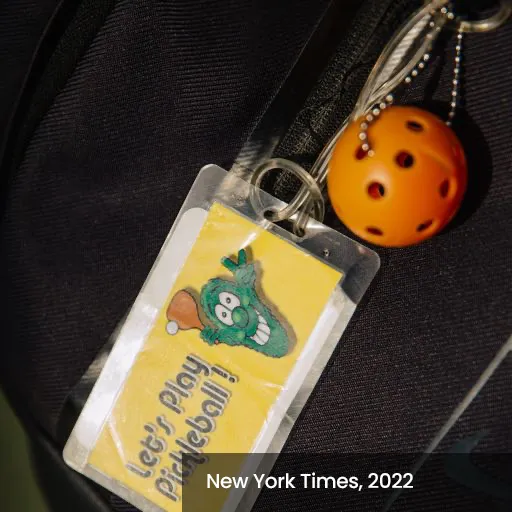 Let's Play
Pickleball!
New York Times, 2022